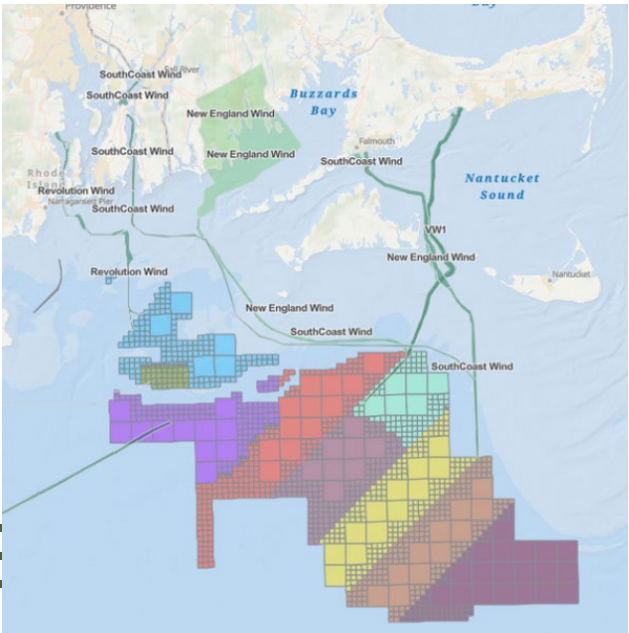 Providence
Bay
SouthCoast Wind
Fall River
SouthCoast Wind
Buzzards
Bay
New England Wind
Falmouth
SouthCoast Wind
New England Wind
SouthCoast Wind
Rhode
Island
Revolution Wind
Narragansett Pier
SouthCoast Wind
Nantucket
Sound
VW1
New England Wind
Revolution Wind
Nantucket
New England Wind
SouthCoast Wind
SouthCoast Wind